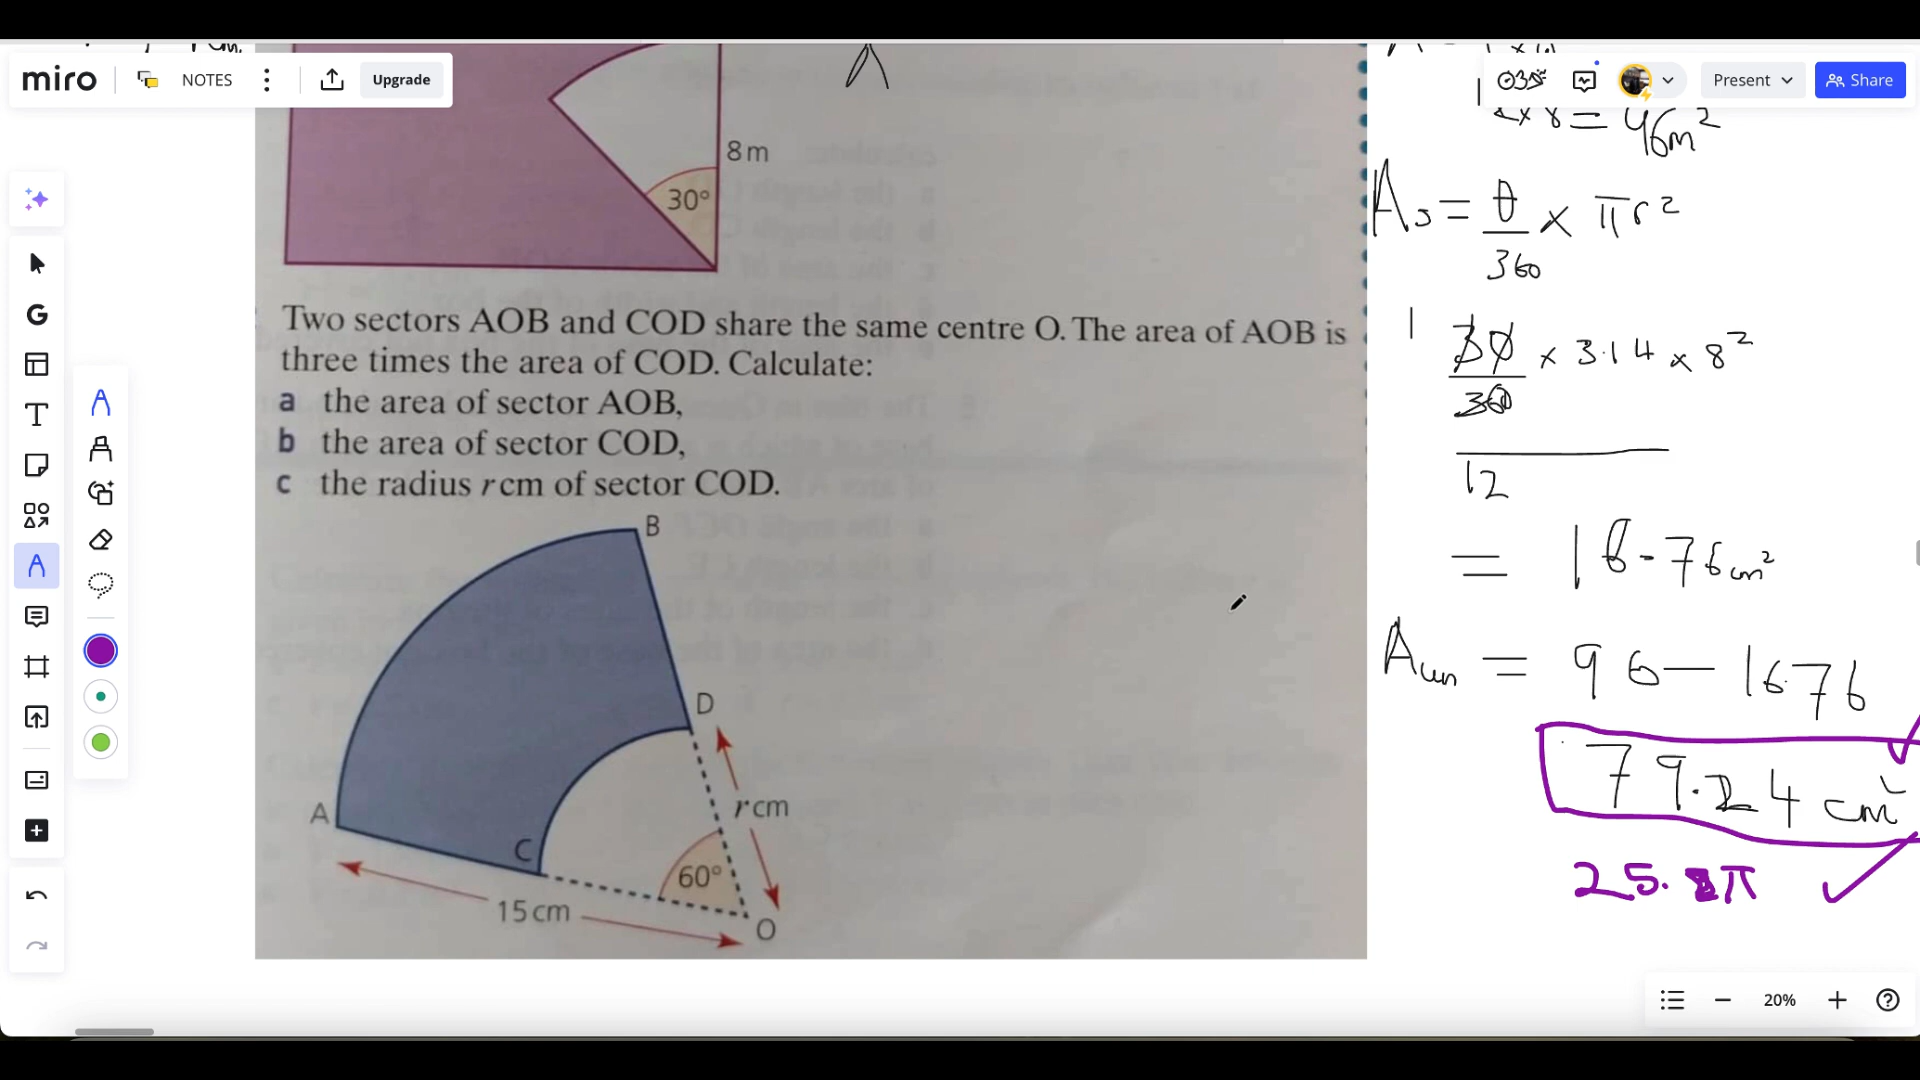 miro
NOTES
Upgrade
Present
Share
8 m
30°
Two sectors AOB and COD share the same centre O. The area of AOB is
three times the area of COD. Calculate:
a the area of sector AOB,
b the area of sector COD,
c the radius r cm of sector COD.
B
D
A
C
r cm
60°
15 cm
O
= 96m²
As = θ/360 × πr²
1
30/360 × 3.14 × 8²
12
= 16.76cm²
Aun = 96 — 16.76
79.24 cm²
25. π
20%